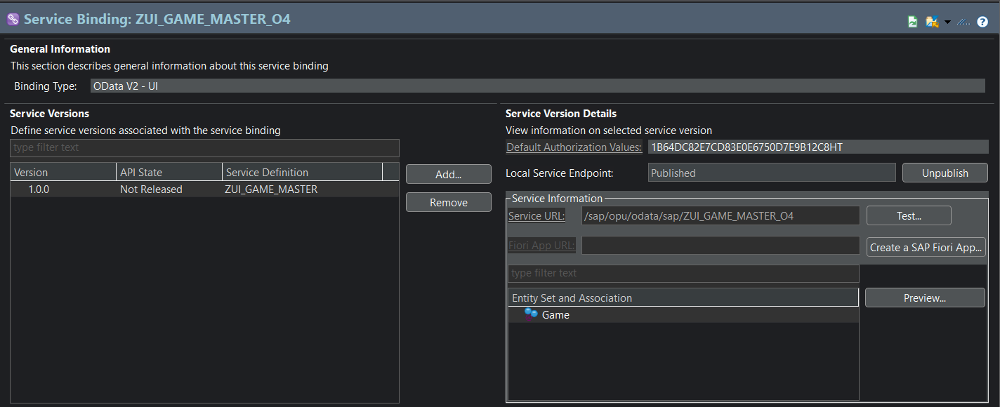 Service Binding: ZUI_GAME_MASTER_O4
General Information
This section describes general information about this service binding
Binding Type: OData V2 - UI
Service Versions
Define service versions associated with the service binding
type filter text
Version API State Service Definition
1.0.0 Not Released ZUI_GAME_MASTER
Add...
Remove
Service Version Details
View information on selected service version
Default Authorization Values: 1B64DC82E7CD83E0E6750D7E9B12C8HT
Local Service Endpoint: Published Unpublish
Service Information
Service URL: /sap/opu/odata/sap/ZUI_GAME_MASTER_O4 Test...
Fiori App URL: Create a SAP Fiori App...
type filter text
Entity Set and Association Preview...
Game